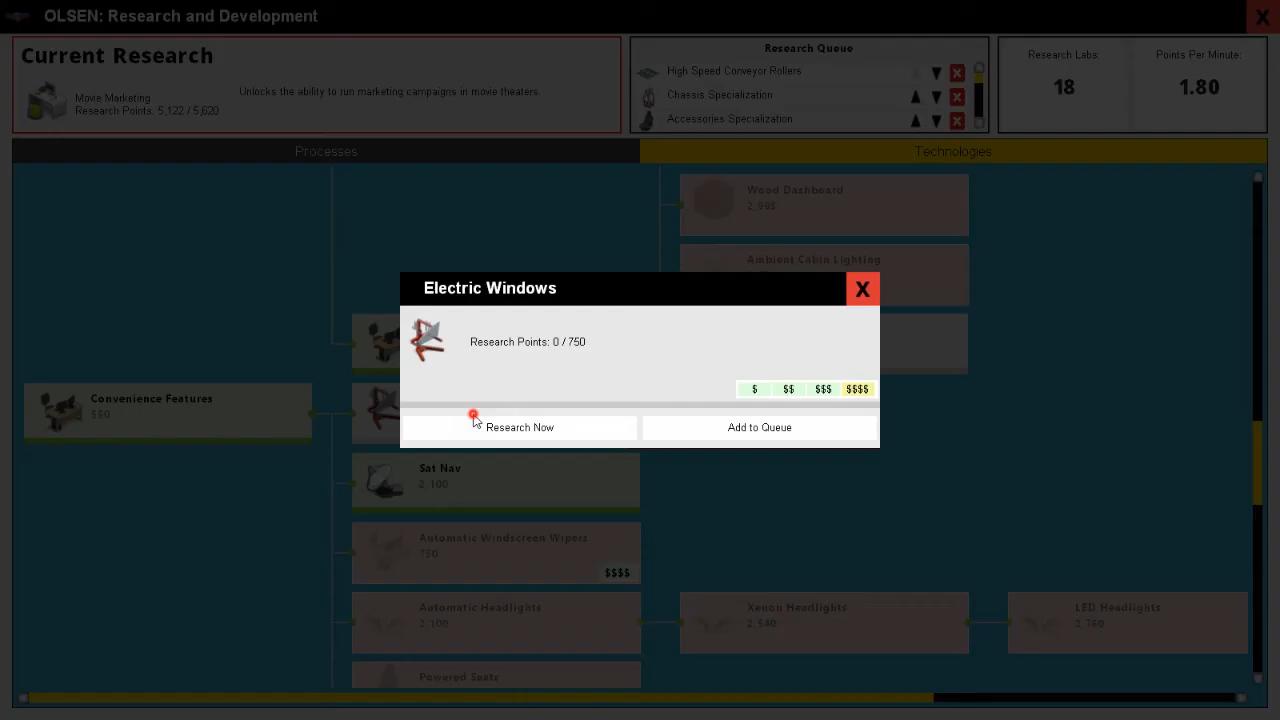 OLSEN: Research and Development
X
Current Research
Movie Marketing
Research Points: 5,122 / 5,620
Unlocks the ability to run marketing campaigns in movie theaters.
Research Queue
High Speed Conveyor Rollers
Chassis Specialization
Accessories Specialization
Research Labs:
18
Points Per Minute:
1.80
Processes
Technologies
Wood Dashboard
Ambient Cabin Lighting
Electric Windows
X
Research Points: 0 / 750
$ $$ $$$ $$$$
Research Now
Add to Queue
Convenience Features
Sat Nav
2,100
Automatic Windscreen Wipers
750
$$$$
Automatic Headlights
2,100
Xenon Headlights
2,540
LED Headlights
2,760
Powered Seats